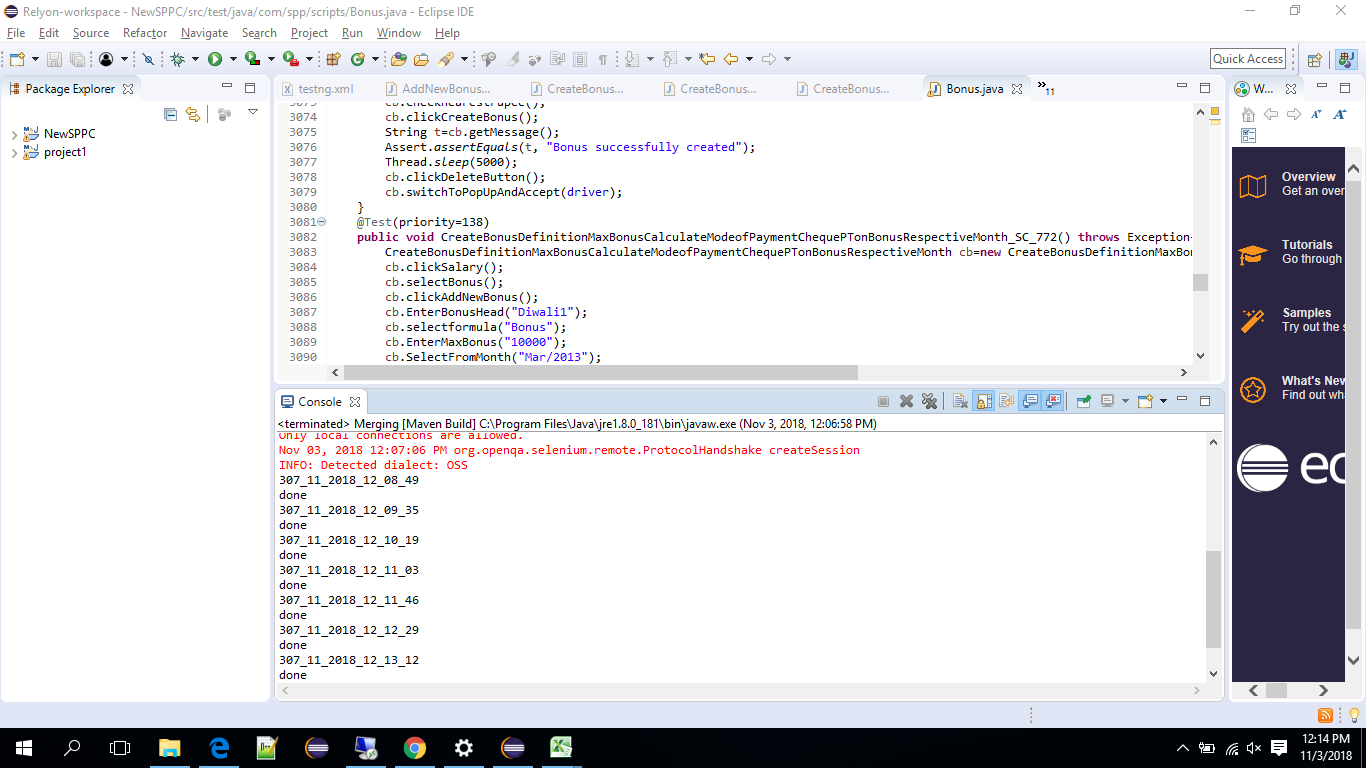 Relyon-workspace - NewSPPC/src/test/java/com/spp/scripts/Bonus.java - Eclipse IDE
File Edit Source Refactor Navigate Search Project Run Window Help
Quick Access
Package Explorer
NewSPPC
project1
testng.xml AddNewBonus... CreateBonus... CreateBonus... CreateBonus... Bonus.java »11
3074 cb.clickCreateBonus();
3075 String t=cb.getMessage();
3076 Assert.assertEquals(t, "Bonus successfully created");
3077 Thread.sleep(5000);
3078 cb.clickDeleteButton();
3079 cb.switchToPopUpAndAccept(driver);
3080 }
3081 @Test(priority=138)
3082 public void CreateBonusDefinitionMaxBonusCalculateModeofPaymentChequePTonBonusRespectiveMonth_SC_772() throws Exception
3083 CreateBonusDefinitionMaxBonusCalculateModeofPaymentChequePTonBonusRespectiveMonth cb=new CreateBonusDefinitionMaxBon
3084 cb.clickSalary();
3085 cb.selectBonus();
3086 cb.clickAddNewBonus();
3087 cb.EnterBonusHead("Diwali1");
3088 cb.selectformula("Bonus");
3089 cb.EnterMaxBonus("10000");
3090 cb.SelectFromMonth("Mar/2013");
Console
<terminated> Merging [Maven Build] C:\Program Files\Java\jre1.8.0_181\bin\javaw.exe (Nov 3, 2018, 12:06:58 PM)
Only local connections are allowed.
Nov 03, 2018 12:07:06 PM org.openqa.selenium.remote.ProtocolHandshake createSession
INFO: Detected dialect: OSS
307_11_2018_12_08_49
done
307_11_2018_12_09_35
done
307_11_2018_12_10_19
done
307_11_2018_12_11_03
done
307_11_2018_12_11_46
done
307_11_2018_12_12_29
done
307_11_2018_12_13_12
done
W...
Overview
Get an over
Tutorials
Go through
Samples
Try out the s
What's New
Find out wha
ec
12:14 PM
11/3/2018